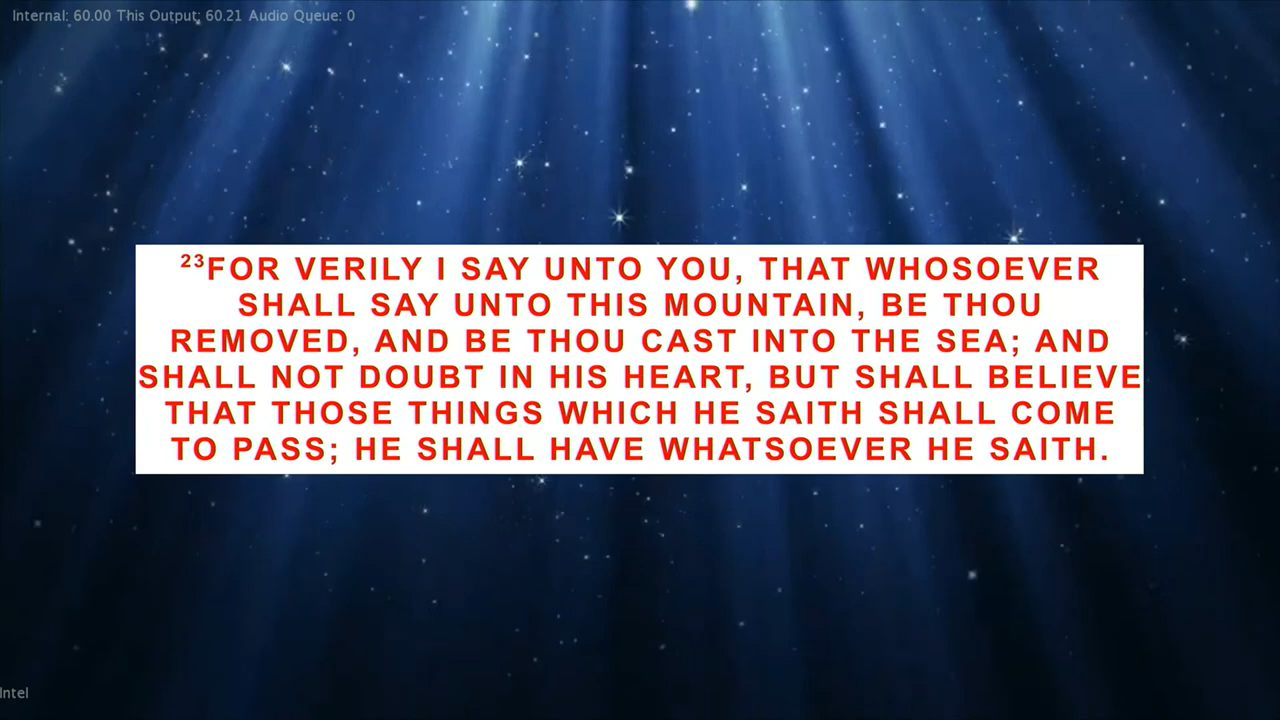 Internal: 60.00 This Output: 60.21 Audio Queue: 0
23FOR VERILY I SAY UNTO YOU, THAT WHOSOEVER
SHALL SAY UNTO THIS MOUNTAIN, BE THOU
REMOVED, AND BE THOU CAST INTO THE SEA; AND
SHALL NOT DOUBT IN HIS HEART, BUT SHALL BELIEVE
THAT THOSE THINGS WHICH HE SAITH SHALL COME
TO PASS; HE SHALL HAVE WHATSOEVER HE SAITH.
Intel